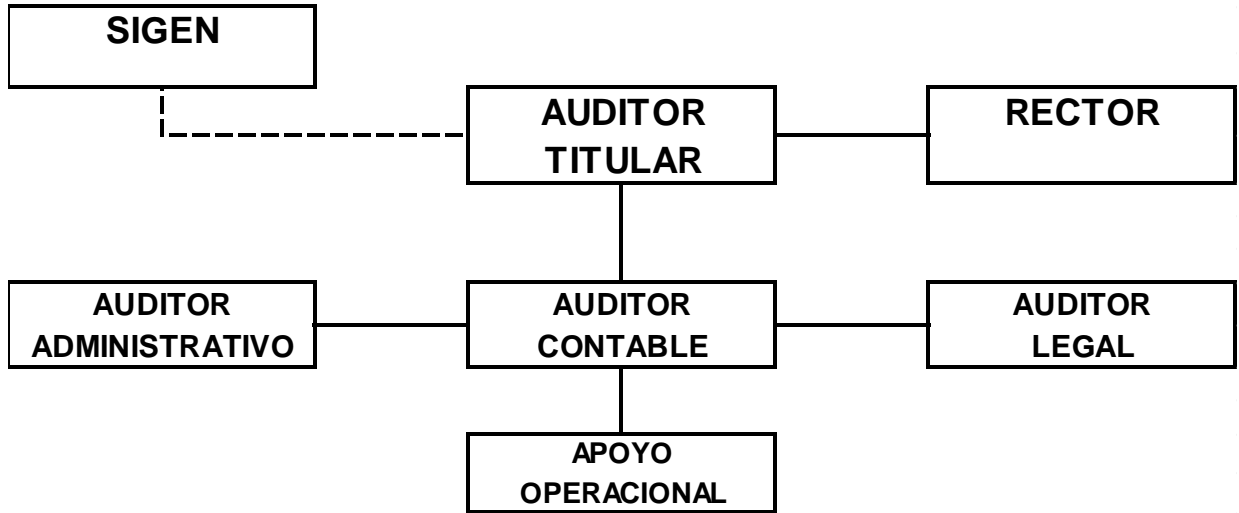 SIGEN
AUDITOR
TITULAR
RECTOR
AUDITOR
ADMINISTRATIVO
AUDITOR
CONTABLE
AUDITOR
LEGAL
APOYO
OPERACIONAL